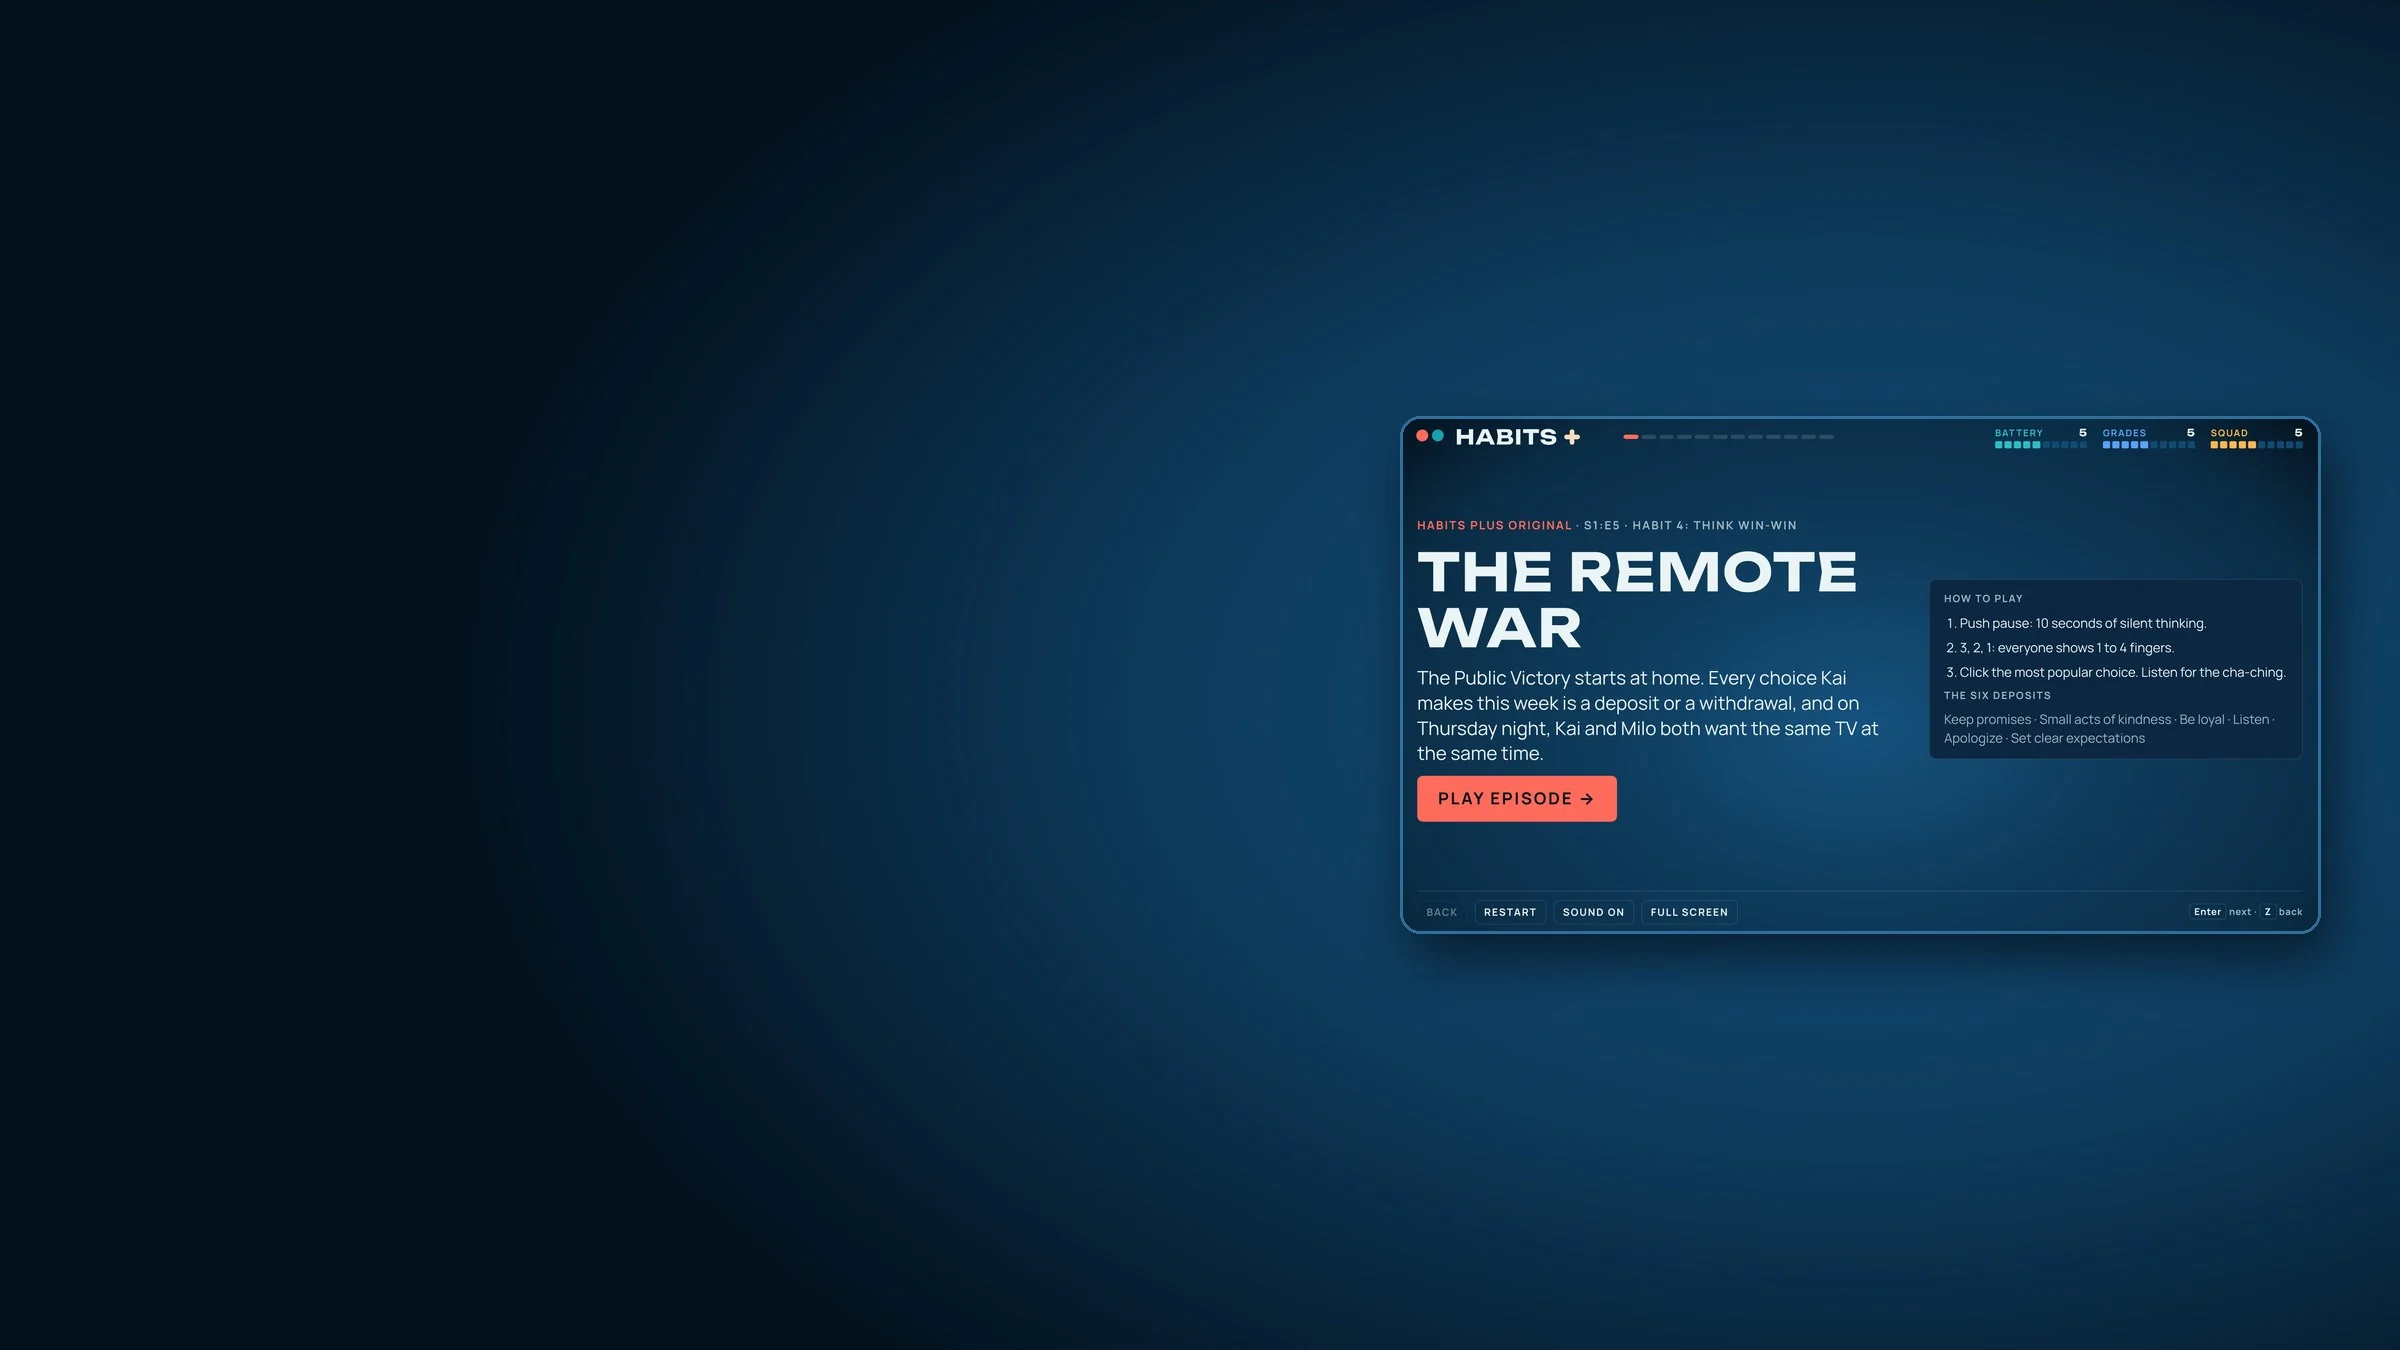 HABITS +
BATTERY 5 GRADES 5 SQUAD 5
HABITS PLUS ORIGINAL · S1:E5 · HABIT 4: THINK WIN-WIN
THE REMOTE
WAR
The Public Victory starts at home. Every choice Kai
makes this week is a deposit or a withdrawal, and on
Thursday night, Kai and Milo both want the same TV at
the same time.
PLAY EPISODE →
HOW TO PLAY
1. Push pause: 10 seconds of silent thinking.
2. 3, 2, 1: everyone shows 1 to 4 fingers.
3. Click the most popular choice. Listen for the cha-ching.
THE SIX DEPOSITS
Keep promises · Small acts of kindness · Be loyal · Listen ·
Apologize · Set clear expectations
BACK RESTART SOUND ON FULL SCREEN
Enter next · Z back